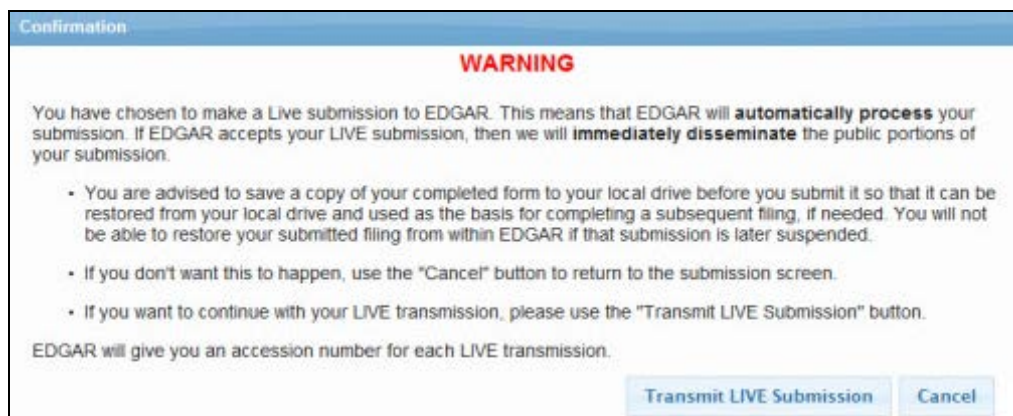 Confirmation
WARNING
You have chosen to make a Live submission to EDGAR. This means that EDGAR will automatically process your
submission. If EDGAR accepts your LIVE submission, then we will immediately disseminate the public portions of
your submission.
• You are advised to save a copy of your completed form to your local drive before you submit it so that it can be
restored from your local drive and used as the basis for completing a subsequent filing, if needed. You will not
be able to restore your submitted filing from within EDGAR if that submission is later suspended.
• If you don't want this to happen, use the "Cancel" button to return to the submission screen.
• If you want to continue with your LIVE transmission, please use the "Transmit LIVE Submission" button.
EDGAR will give you an accession number for each LIVE transmission.
Transmit LIVE Submission Cancel